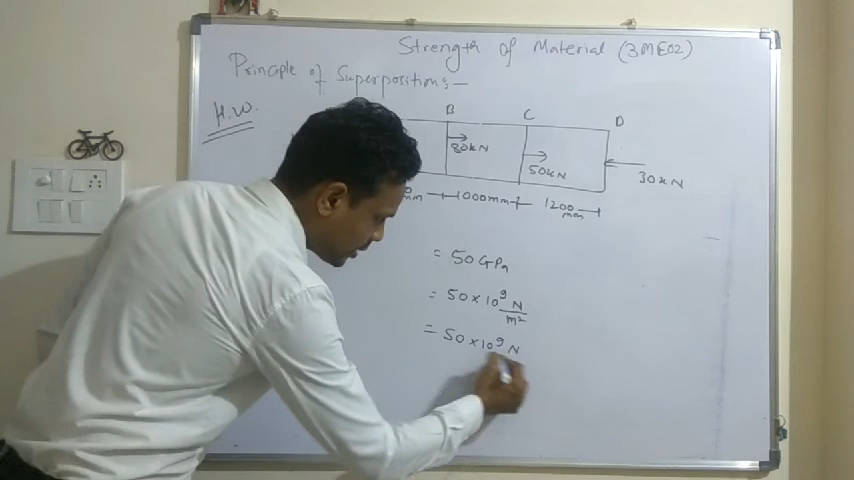 Strength of Material (3ME02)
Principle of Superpositions:-
H.W.
B C D
80KN
50KN
30KN
mm 1000mm 1200 mm
= 50 GPa
= 50 × 10⁹ N/m²
= 50 × 10⁹ N